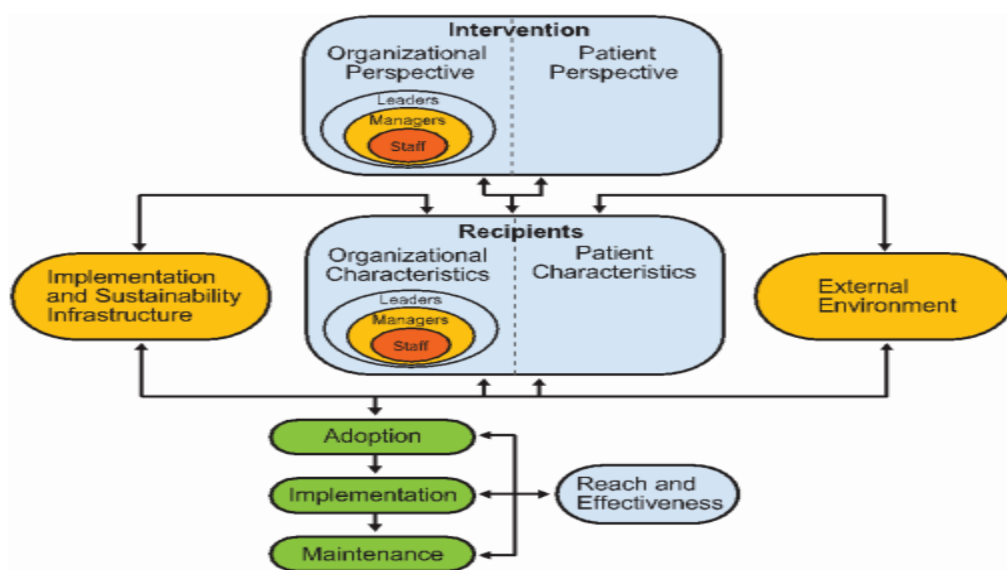 Intervention
Organizational
Perspective
Patient
Perspective
Leaders
Managers
Staff
Recipients
Organizational
Characteristics
Patient
Characteristics
Leaders
Managers
Staff
Implementation
and Sustainability
Infrastructure
External
Environment
Adoption
Implementation
Maintenance
Reach and
Effectiveness